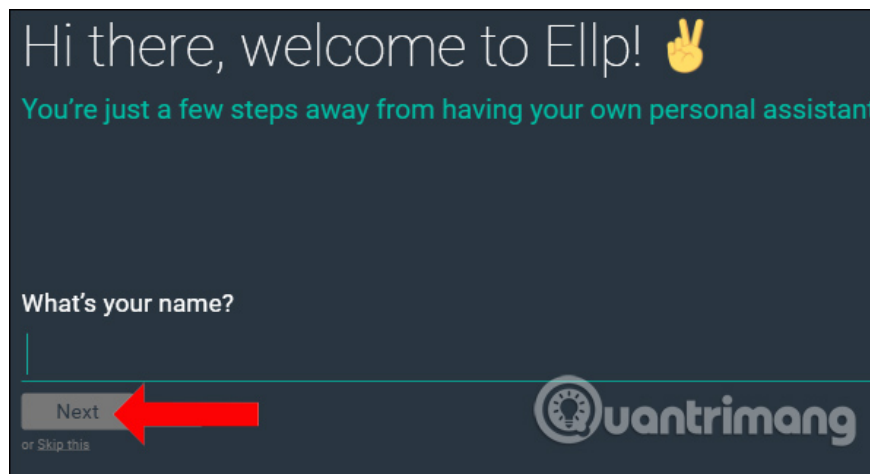 Hi there, welcome to Ellp! ✌
You're just a few steps away from having your own personal assistant
What's your name?
Next
or Skip this
Quantrimang